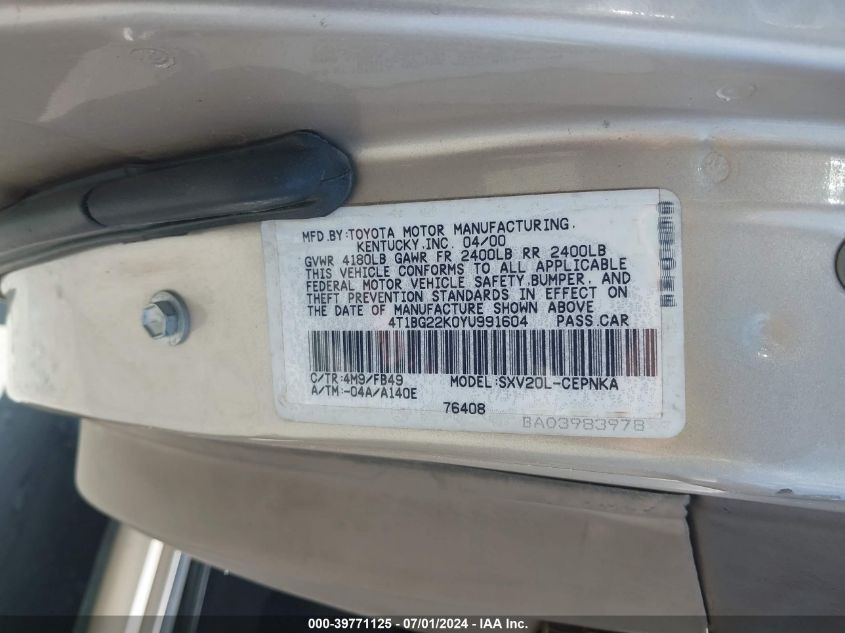 MFD.BY:TOYOTA MOTOR MANUFACTURING.
KENTUCKY.INC. 04/00
GVWR 4180LB GAWR FR 2400LB RR 2400LB
THIS VEHICLE CONFORMS TO ALL APPLICABLE
FEDERAL MOTOR VEHICLE SAFETY,BUMPER, AND
THEFT PREVENTION STANDARDS IN EFFECT ON
THE DATE OF MANUFACTURE SHOWN ABOVE
4T1BG22K0YU991604 PASS.CAR
C/TR:4M9/FB49 MODEL:SXV20L-CEPNKA
A/TM:-04A/A140E
76408
BA03983978
000-39771125 - 07/01/2024 - IAAI.com